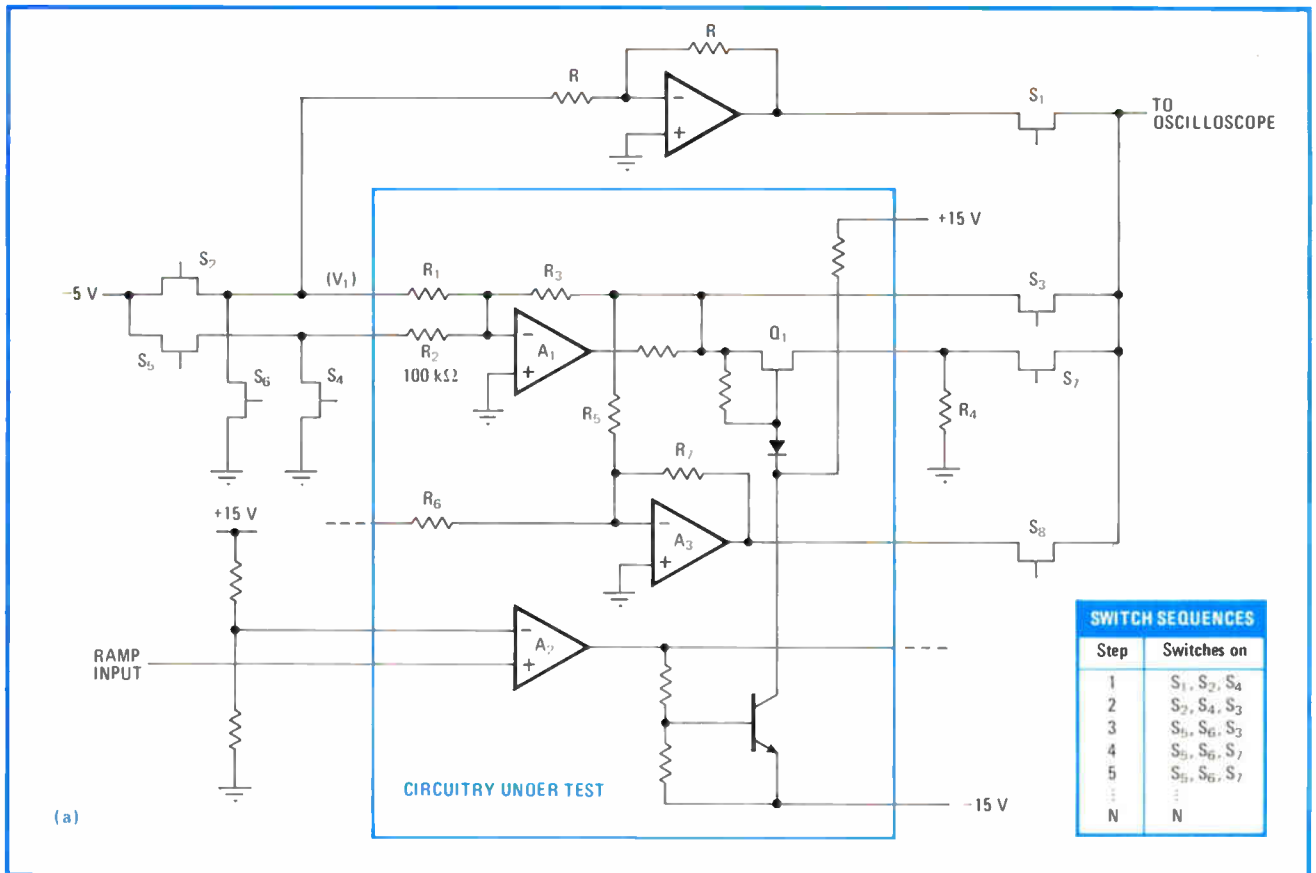 R
R
S1
TO
OSCILLOSCOPE
+15 V
-5 V
S2
(V1)
R1
R3
S3
S5
R2
100 kΩ
A1
Q1
S6
S4
S7
R5
R4
R7
R6
+15 V
A3
S8
RAMP
INPUT
A2
CIRCUITRY UNDER TEST
-15 V
(a)
SWITCH SEQUENCES
Step Switches on
1 S1, S2, S4
2 S2, S4, S3
3 S5, S6, S3
4 S5, S6, S7
5 S5, S6, S7
⋮ ⋮
N N